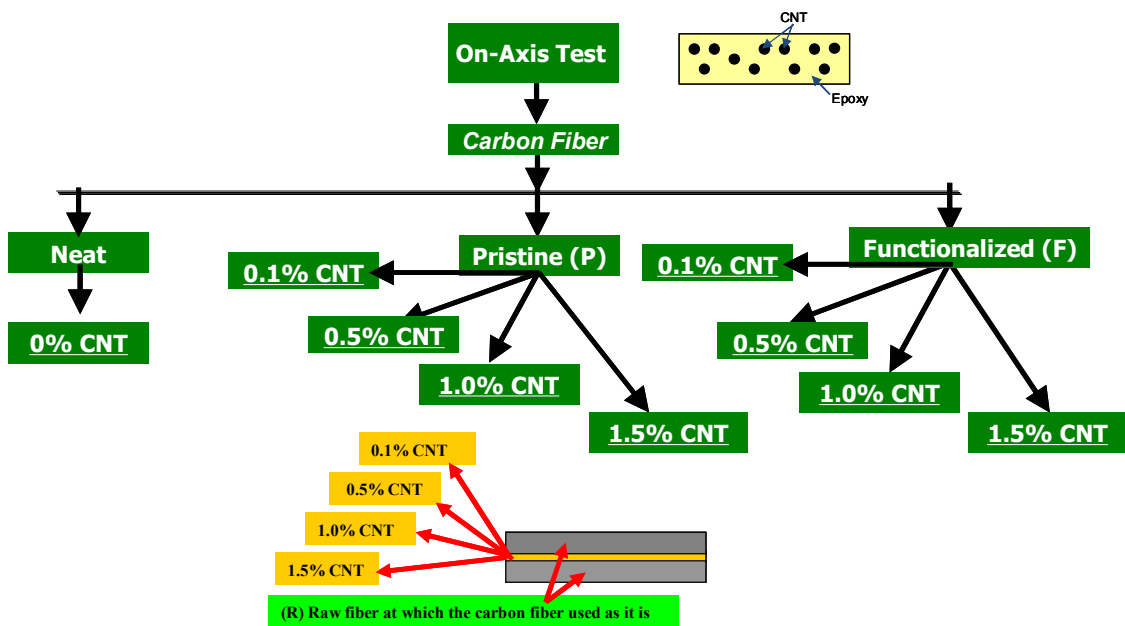 CNT
On-Axis Test
Epoxy
Carbon Fiber
Neat
Pristine (P)
Functionalized (F)
0.1% CNT
0.1% CNT
0% CNT
0.5% CNT
0.5% CNT
1.0% CNT
1.0% CNT
1.5% CNT
1.5% CNT
0.1% CNT
0.5% CNT
1.0% CNT
1.5% CNT
(R) Raw fiber at which the carbon fiber used as it is